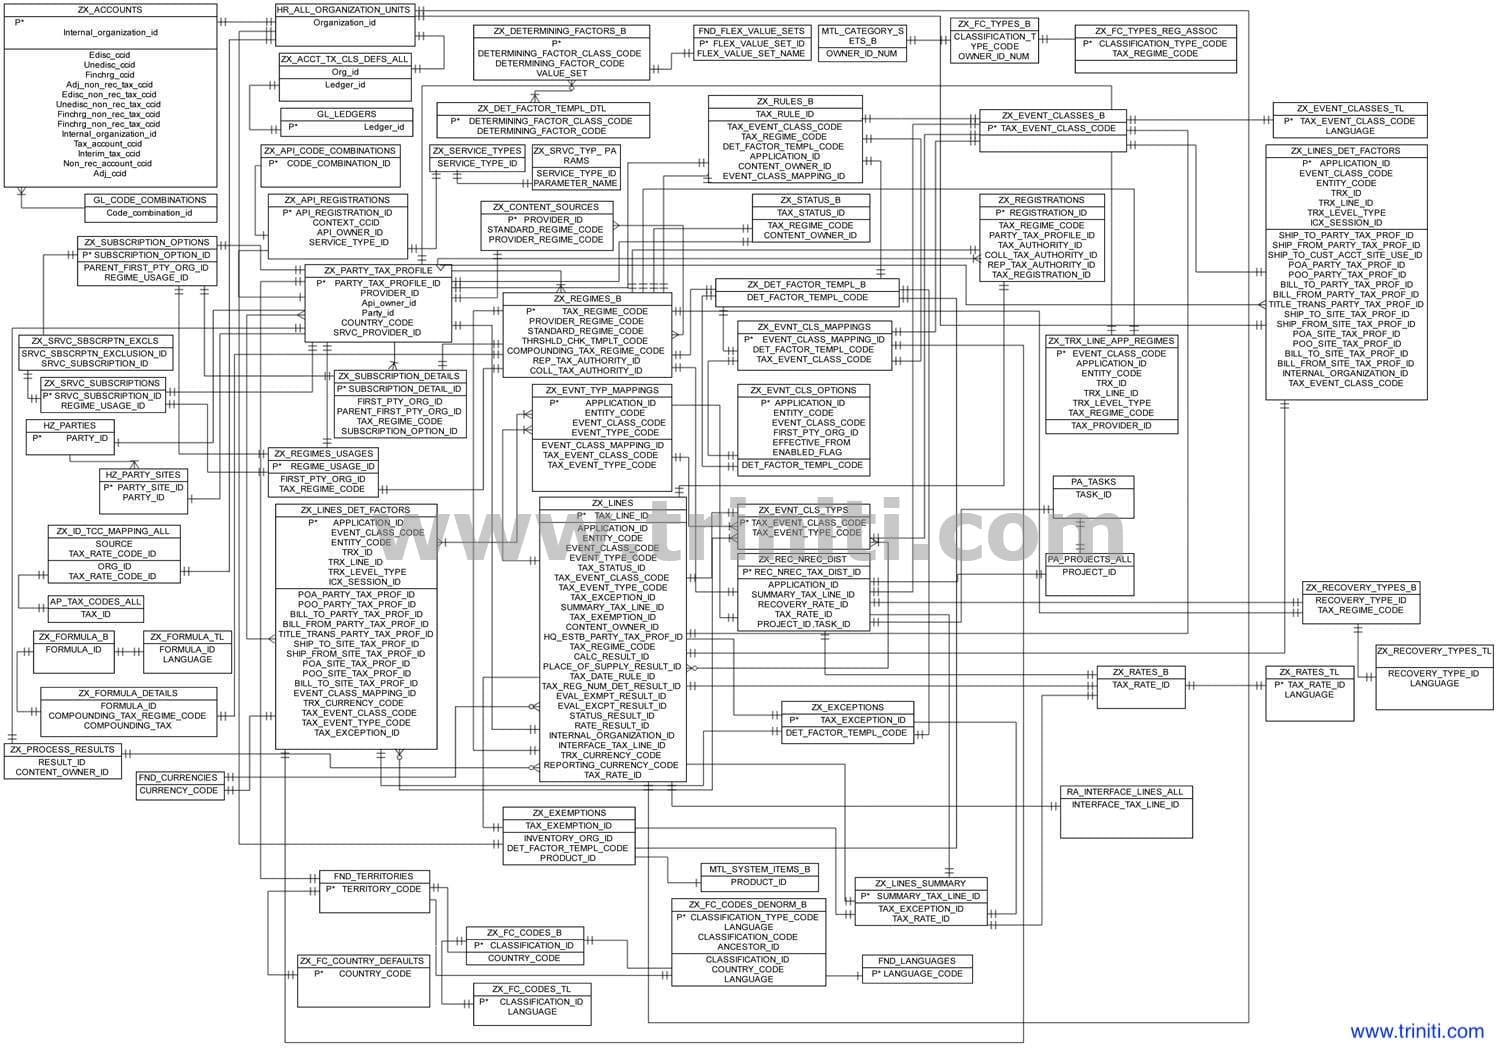 ZX_ACCOUNTS
P*
Internal_organization_id
Edisc_ccid
Unedisc_ccid
Finchrg_ccid
Adj_non_rec_tax_ccid
Edisc_non_rec_tax_ccid
Unedisc_non_rec_tax_ccid
Finchrg_non_rec_tax_ccid
Finchrg_non_rec_tax_ccid
Internal_organization_id
Tax_account_ccid
Interim_tax_ccid
Non_rec_account_ccid
Adj_ccid
HR_ALL_ORGANIZATION_UNITS
Organization_id
ZX_ACCT_TX_CLS_DEFS_ALL
Org_id
Ledger_id
GL_LEDGERS
P* Ledger_id
ZX_API_CODE_COMBINATIONS
P* CODE_COMBINATION_ID
ZX_API_REGISTRATIONS
P* API_REGISTRATION_ID
CONTEXT_CCID
API_OWNER_ID
SERVICE_TYPE_ID
GL_CODE_COMBINATIONS
Code_combination_id
ZX_DETERMINING_FACTORS_B
P*
DETERMINING_FACTOR_CLASS_CODE
DETERMINING_FACTOR_CODE
VALUE_SET
FND_FLEX_VALUE_SETS
P* FLEX_VALUE_SET_ID
FLEX_VALUE_SET_NAME
MTL_CATEGORY_S
ETS_B
OWNER_ID_NUM
ZX_FC_TYPES_B
CLASSIFICATION_T
YPE_CODE
OWNER_ID_NUM
ZX_FC_TYPES_REG_ASSOC
P* CLASSIFICATION_TYPE_CODE
TAX_REGIME_CODE
ZX_DET_FACTOR_TEMPL_DTL
P* DETERMINING_FACTOR_CLASS_CODE
DETERMINING_FACTOR_CODE
ZX_SERVICE_TYPES
SERVICE_TYPE_ID
ZX_SRVC_TYP_ PA
RAMS
SERVICE_TYPE_ID
PARAMETER_NAME
ZX_RULES_B
TAX_RULE_ID
TAX_EVENT_CLASS_CODE
TAX_REGIME_CODE
DET_FACTOR_TEMPL_CODE
APPLICATION_ID
CONTENT_OWNER_ID
EVENT_CLASS_MAPPING_ID
ZX_EVENT_CLASSES_B
P* TAX_EVENT_CLASS_CODE
ZX_EVENT_CLASSES_TL
P* TAX_EVENT_CLASS_CODE
LANGUAGE
ZX_LINES_DET_FACTORS
P* APPLICATION_ID
EVENT_CLASS_CODE
ENTITY_CODE
TRX_ID
TRX_LINE_ID
TRX_LEVEL_TYPE
ICX_SESSION_ID
SHIP_TO_PARTY_TAX_PROF_ID
SHIP_FROM_PARTY_TAX_PROF_ID
SHIP_TO_CUST_ACCT_SITE_USE_ID
POA_PARTY_TAX_PROF_ID
POO_PARTY_TAX_PROF_ID
BILL_TO_PARTY_TAX_PROF_ID
BILL_FROM_PARTY_TAX_PROF_ID
TITLE_TRANS_PARTY_TAX_PROF_ID
SHIP_TO_SITE_TAX_PROF_ID
SHIP_FROM_SITE_TAX_PROF_ID
POA_SITE_TAX_PROF_ID
POO_SITE_TAX_PROF_ID
BILL_TO_SITE_TAX_PROF_ID
BILL_FROM_SITE_TAX_PROF_ID
INTERNAL_ORGANIZATION_ID
TAX_EVENT_CLASS_CODE
ZX_CONTENT_SOURCES
P* PROVIDER_ID
STANDARD_REGIME_CODE
PROVIDER_REGIME_CODE
ZX_STATUS_B
TAX_STATUS_ID
TAX_REGIME_CODE
CONTENT_OWNER_ID
ZX_REGISTRATIONS
P* REGISTRATION_ID
TAX_REGIME_CODE
PARTY_TAX_PROFILE_ID
TAX_AUTHORITY_ID
COLL_TAX_AUTHORITY_ID
REP_TAX_AUTHORITY_ID
TAX_REGISTRATION_ID
ZX_SUBSCRIPTION_OPTIONS
P* SUBSCRIPTION_OPTION_ID
PARENT_FIRST_PTY_ORG_ID
REGIME_USAGE_ID
ZX_PARTY_TAX_PROFILE
P* PARTY_TAX_PROFILE_ID
PROVIDER_ID
Api_owner_id
Party_id
COUNTRY_CODE
SRVC_PROVIDER_ID
ZX_REGIMES_B
P* TAX_REGIME_CODE
PROVIDER_REGIME_CODE
STANDARD_REGIME_CODE
THRSHLD_CHK_TMPLT_CODE
COMPOUNDING_TAX_REGIME_CODE
REP_TAX_AUTHORITY_ID
COLL_TAX_AUTHORITY_ID
ZX_DET_FACTOR_TEMPL_B
DET_FACTOR_TEMPL_CODE
ZX_EVNT_CLS_MAPPINGS
P* EVENT_CLASS_MAPPING_ID
DET_FACTOR_TEMPL_CODE
TAX_EVENT_CLASS_CODE
ZX_TRX_LINE_APP_REGIMES
P* EVENT_CLASS_CODE
APPLICATION_ID
ENTITY_CODE
TRX_ID
TRX_LINE_ID
TRX_LEVEL_TYPE
TAX_REGIME_CODE
TAX_PROVIDER_ID
ZX_SRVC_SBSCRPTN_EXCLS
SRVC_SBSCRPTN_EXCLUSION_ID
SRVC_SUBSCRIPTION_ID
ZX_SRVC_SUBSCRIPTIONS
P* SRVC_SUBSCRIPTION_ID
REGIME_USAGE_ID
HZ_PARTIES
P* PARTY_ID
HZ_PARTY_SITES
P* PARTY_SITE_ID
PARTY_ID
ZX_SUBSCRIPTION_DETAILS
P* SUBSCRIPTION_DETAIL_ID
FIRST_PTY_ORG_ID
PARENT_FIRST_PTY_ORG_ID
TAX_REGIME_CODE
SUBSCRIPTION_OPTION_ID
ZX_REGIMES_USAGES
P* REGIME_USAGE_ID
FIRST_PTY_ORG_ID
TAX_REGIME_CODE
ZX_EVNT_TYP_MAPPINGS
P* APPLICATION_ID
ENTITY_CODE
EVENT_CLASS_CODE
EVENT_TYPE_CODE
EVENT_CLASS_MAPPING_ID
TAX_EVENT_CLASS_CODE
TAX_EVENT_TYPE_CODE
ZX_EVNT_CLS_OPTIONS
P* APPLICATION_ID
ENTITY_CODE
EVENT_CLASS_CODE
FIRST_PTY_ORG_ID
EFFECTIVE_FROM
ENABLED_FLAG
DET_FACTOR_TEMPL_CODE
PA_TASKS
TASK_ID
PA_PROJECTS_ALL
PROJECT_ID
ZX_ID_TCC_MAPPING_ALL
SOURCE
TAX_RATE_CODE_ID
ORG_ID
TAX_RATE_CODE_ID
AP_TAX_CODES_ALL
TAX_ID
ZX_LINES_DET_FACTORS
P* APPLICATION_ID
EVENT_CLASS_CODE
ENTITY_CODE
TRX_ID
TRX_LINE_ID
TRX_LEVEL_TYPE
ICX_SESSION_ID
POA_PARTY_TAX_PROF_ID
POO_PARTY_TAX_PROF_ID
BILL_TO_PARTY_TAX_PROF_ID
BILL_FROM_PARTY_TAX_PROF_ID
TITLE_TRANS_PARTY_TAX_PROF_ID
SHIP_TO_SITE_TAX_PROF_ID
SHIP_FROM_SITE_TAX_PROF_ID
POA_SITE_TAX_PROF_ID
POO_SITE_TAX_PROF_ID
BILL_TO_SITE_TAX_PROF_ID
EVENT_CLASS_MAPPING_ID
TRX_CURRENCY_CODE
TAX_EVENT_CLASS_CODE
TAX_EVENT_TYPE_CODE
TAX_EXCEPTION_ID
ZX_LINES
P* TAX_LINE_ID
APPLICATION_ID
ENTITY_CODE
EVENT_CLASS_CODE
EVENT_TYPE_CODE
TAX_STATUS_ID
TAX_EVENT_CLASS_CODE
TAX_EVENT_TYPE_CODE
TAX_EXCEPTION_ID
SUMMARY_TAX_LINE_ID
TAX_EXEMPTION_ID
CONTENT_OWNER_ID
HQ_ESTB_PARTY_TAX_PROF_ID
TAX_REGIME_CODE
CALC_RESULT_ID
PLACE_OF_SUPPLY_RESULT_ID
TAX_DATE_RULE_ID
TAX_REG_NUM_DET_RESULT_ID
EVAL_EXMPT_RESULT_ID
EVAL_EXCPT_RESULT_ID
STATUS_RESULT_ID
RATE_RESULT_ID
INTERNAL_ORGANIZATION_ID
INTERFACE_TAX_LINE_ID
TRX_CURRENCY_CODE
REPORTING_CURRENCY_CODE
TAX_RATE_ID
ZX_EVNT_CLS_TYPS
P* TAX_EVENT_CLASS_CODE
TAX_EVENT_TYPE_CODE
ZX_REC_NREC_DIST
P* REC_NREC_TAX_DIST_ID
APPLICATION_ID
SUMMARY_TAX_LINE_ID
RECOVERY_RATE_ID
TAX_RATE_ID
PROJECT_ID,TASK_ID
www.triniti.com
ZX_RECOVERY_TYPES_B
RECOVERY_TYPE_ID
TAX_REGIME_CODE
ZX_RECOVERY_TYPES_TL
RECOVERY_TYPE_ID
LANGUAGE
ZX_FORMULA_B
FORMULA_ID
ZX_FORMULA_TL
FORMULA_ID
LANGUAGE
ZX_FORMULA_DETAILS
FORMULA_ID
COMPOUNDING_TAX_REGIME_CODE
COMPOUNDING_TAX
ZX_RATES_B
TAX_RATE_ID
ZX_RATES_TL
P* TAX_RATE_ID
LANGUAGE
ZX_EXCEPTIONS
P* TAX_EXCEPTION_ID
DET_FACTOR_TEMPL_CODE
ZX_PROCESS_RESULTS
RESULT_ID
CONTENT_OWNER_ID
FND_CURRENCIES
CURRENCY_CODE
RA_INTERFACE_LINES_ALL
INTERFACE_TAX_LINE_ID
ZX_EXEMPTIONS
TAX_EXEMPTION_ID
INVENTORY_ORG_ID
DET_FACTOR_TEMPL_CODE
PRODUCT_ID
MTL_SYSTEM_ITEMS_B
PRODUCT_ID
ZX_LINES_SUMMARY
P* SUMMARY_TAX_LINE_ID
TAX_EXCEPTION_ID
TAX_RATE_ID
FND_TERRITORIES
P* TERRITORY_CODE
ZX_FC_CODES_DENORM_B
P* CLASSIFICATION_TYPE_CODE
LANGUAGE
CLASSIFICATION_CODE
ANCESTOR_ID
CLASSIFICATION_ID
COUNTRY_CODE
LANGUAGE
ZX_FC_CODES_B
P* CLASSIFICATION_ID
COUNTRY_CODE
FND_LANGUAGES
P* LANGUAGE_CODE
ZX_FC_COUNTRY_DEFAULTS
P* COUNTRY_CODE
ZX_FC_CODES_TL
P* CLASSIFICATION_ID
LANGUAGE
www.triniti.com